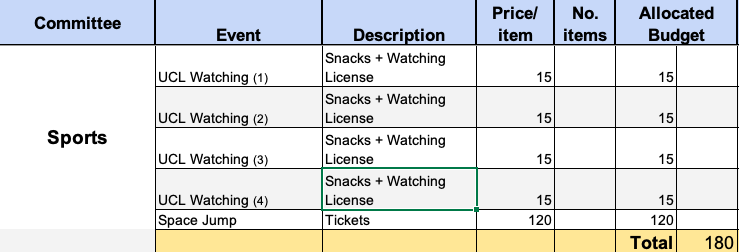 Committee Event Description Price/ item No. items Allocated Budget
Sports
UCL Watching (1) Snacks + Watching License 15 15
UCL Watching (2) Snacks + Watching License 15 15
UCL Watching (3) Snacks + Watching License 15 15
UCL Watching (4) Snacks + Watching License 15 15
Space Jump Tickets 120 120
Total 180